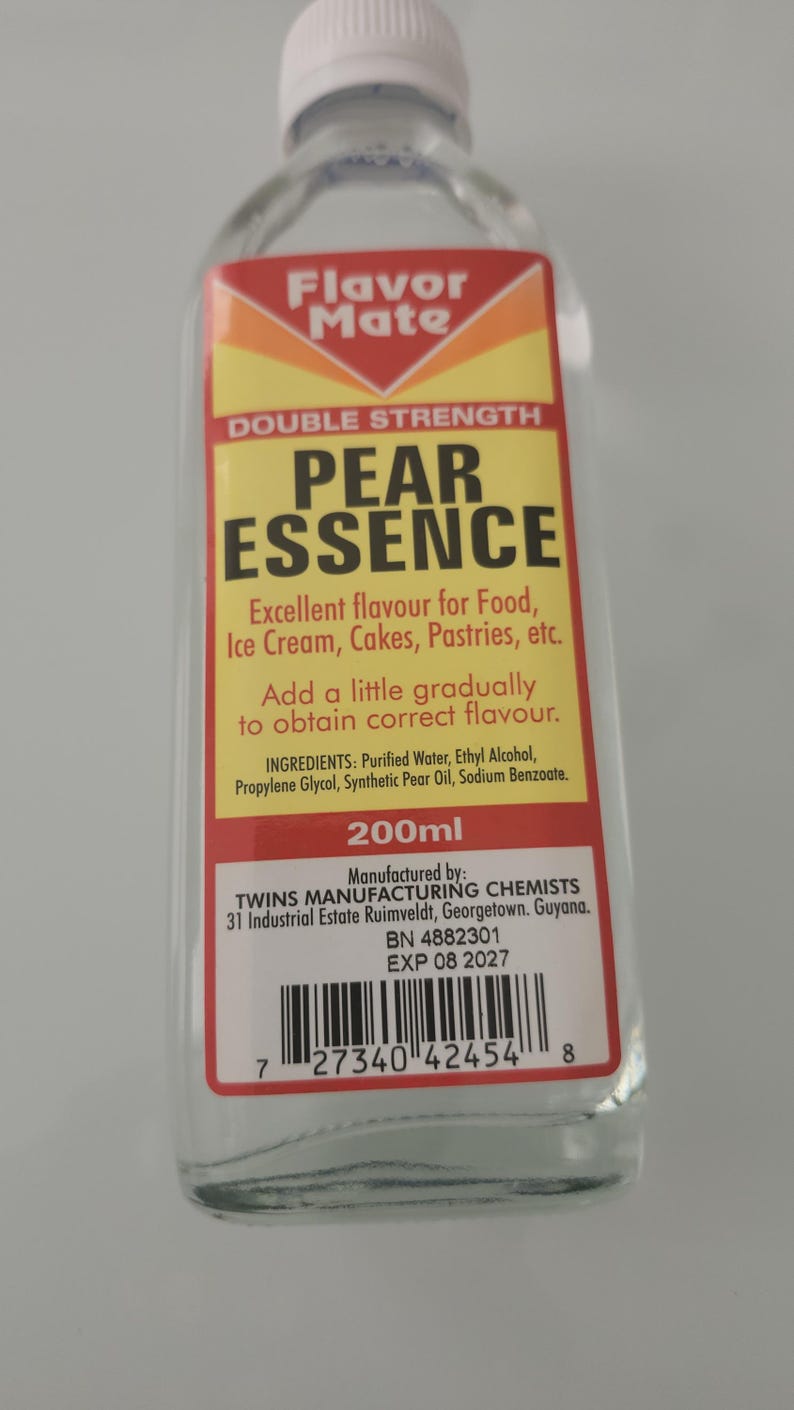 Flavor
Mate
DOUBLE STRENGTH
PEAR
ESSENCE
Excellent flavour for Food,
Ice Cream, Cakes, Pastries, etc.
Add a little gradually
to obtain correct flavour.
INGREDIENTS: Purified Water, Ethyl Alcohol,
Propylene Glycol, Synthetic Pear Oil, Sodium Benzoate.
200ml
Manufactured by:
TWINS MANUFACTURING CHEMISTS
31 Industrial Estate Ruimveldt, Georgetown. Guyana.
BN 4882301
EXP 08 2027
7 27340 42454 8